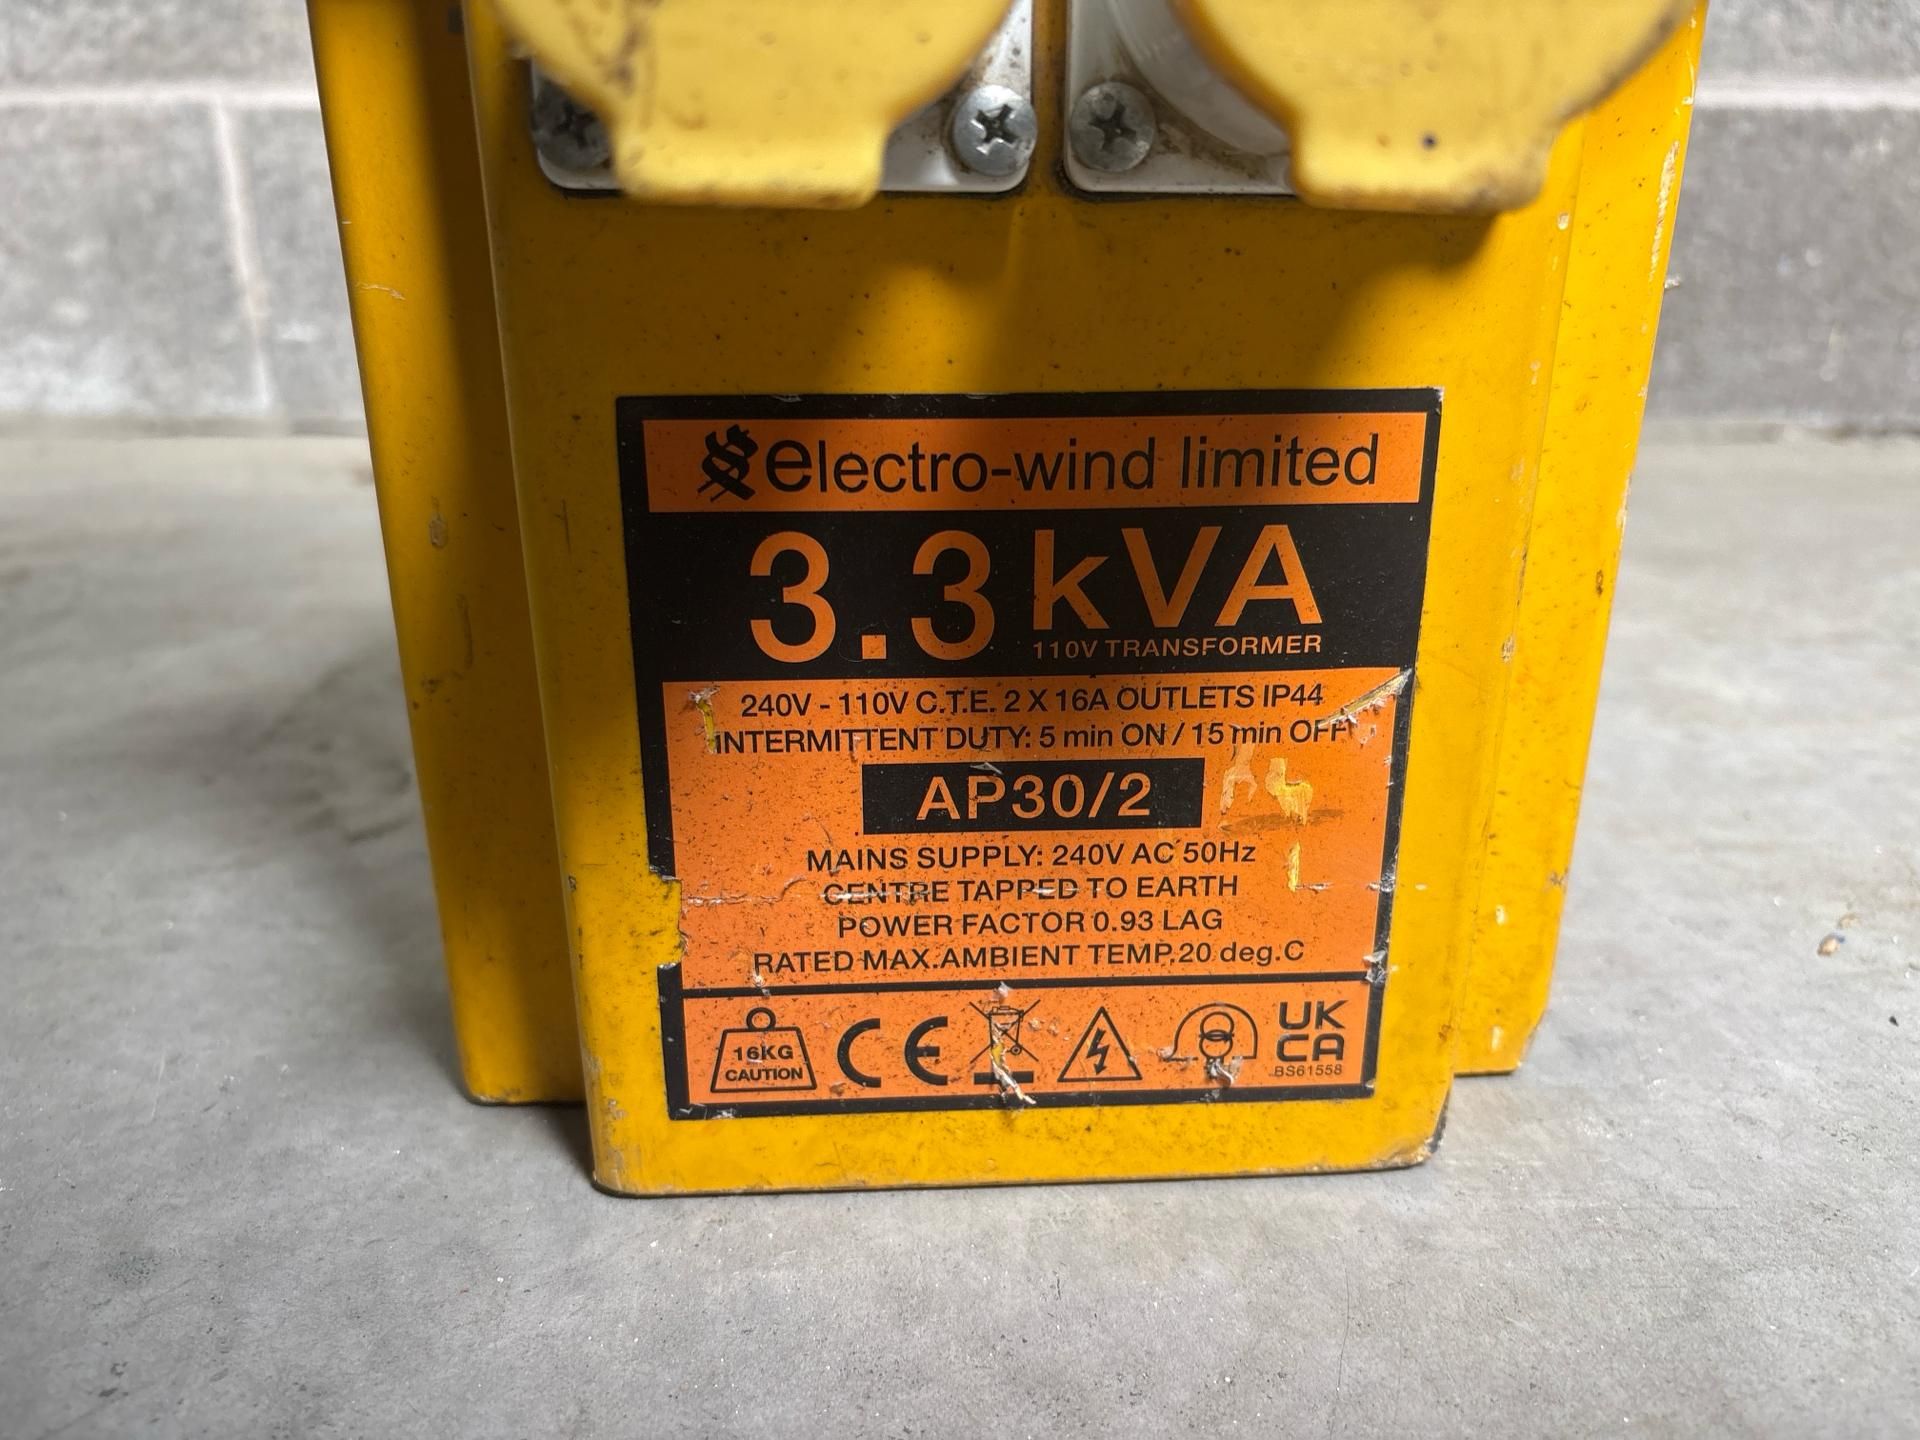 electro-wind limited
3.3 kVA
110V TRANSFORMER
240V - 110V C.T.E. 2 X 16A OUTLETS IP44
INTERMITTENT DUTY: 5 min ON / 15 min OFF
AP30/2
MAINS SUPPLY: 240V AC 50Hz
CENTRE TAPPED TO EARTH
POWER FACTOR 0.93 LAG
RATED MAX.AMBIENT TEMP.20 deg.C
16KG
CAUTION
CE
UK
CA
BS61558